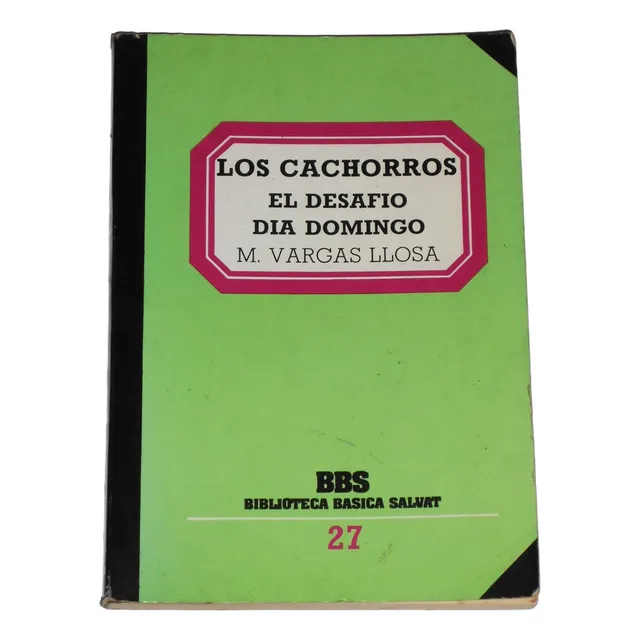 LOS CACHORROS
EL DESAFIO
DIA DOMINGO
M. VARGAS LLOSA
BBS
BIBLIOTECA BASICA SALVAT
27